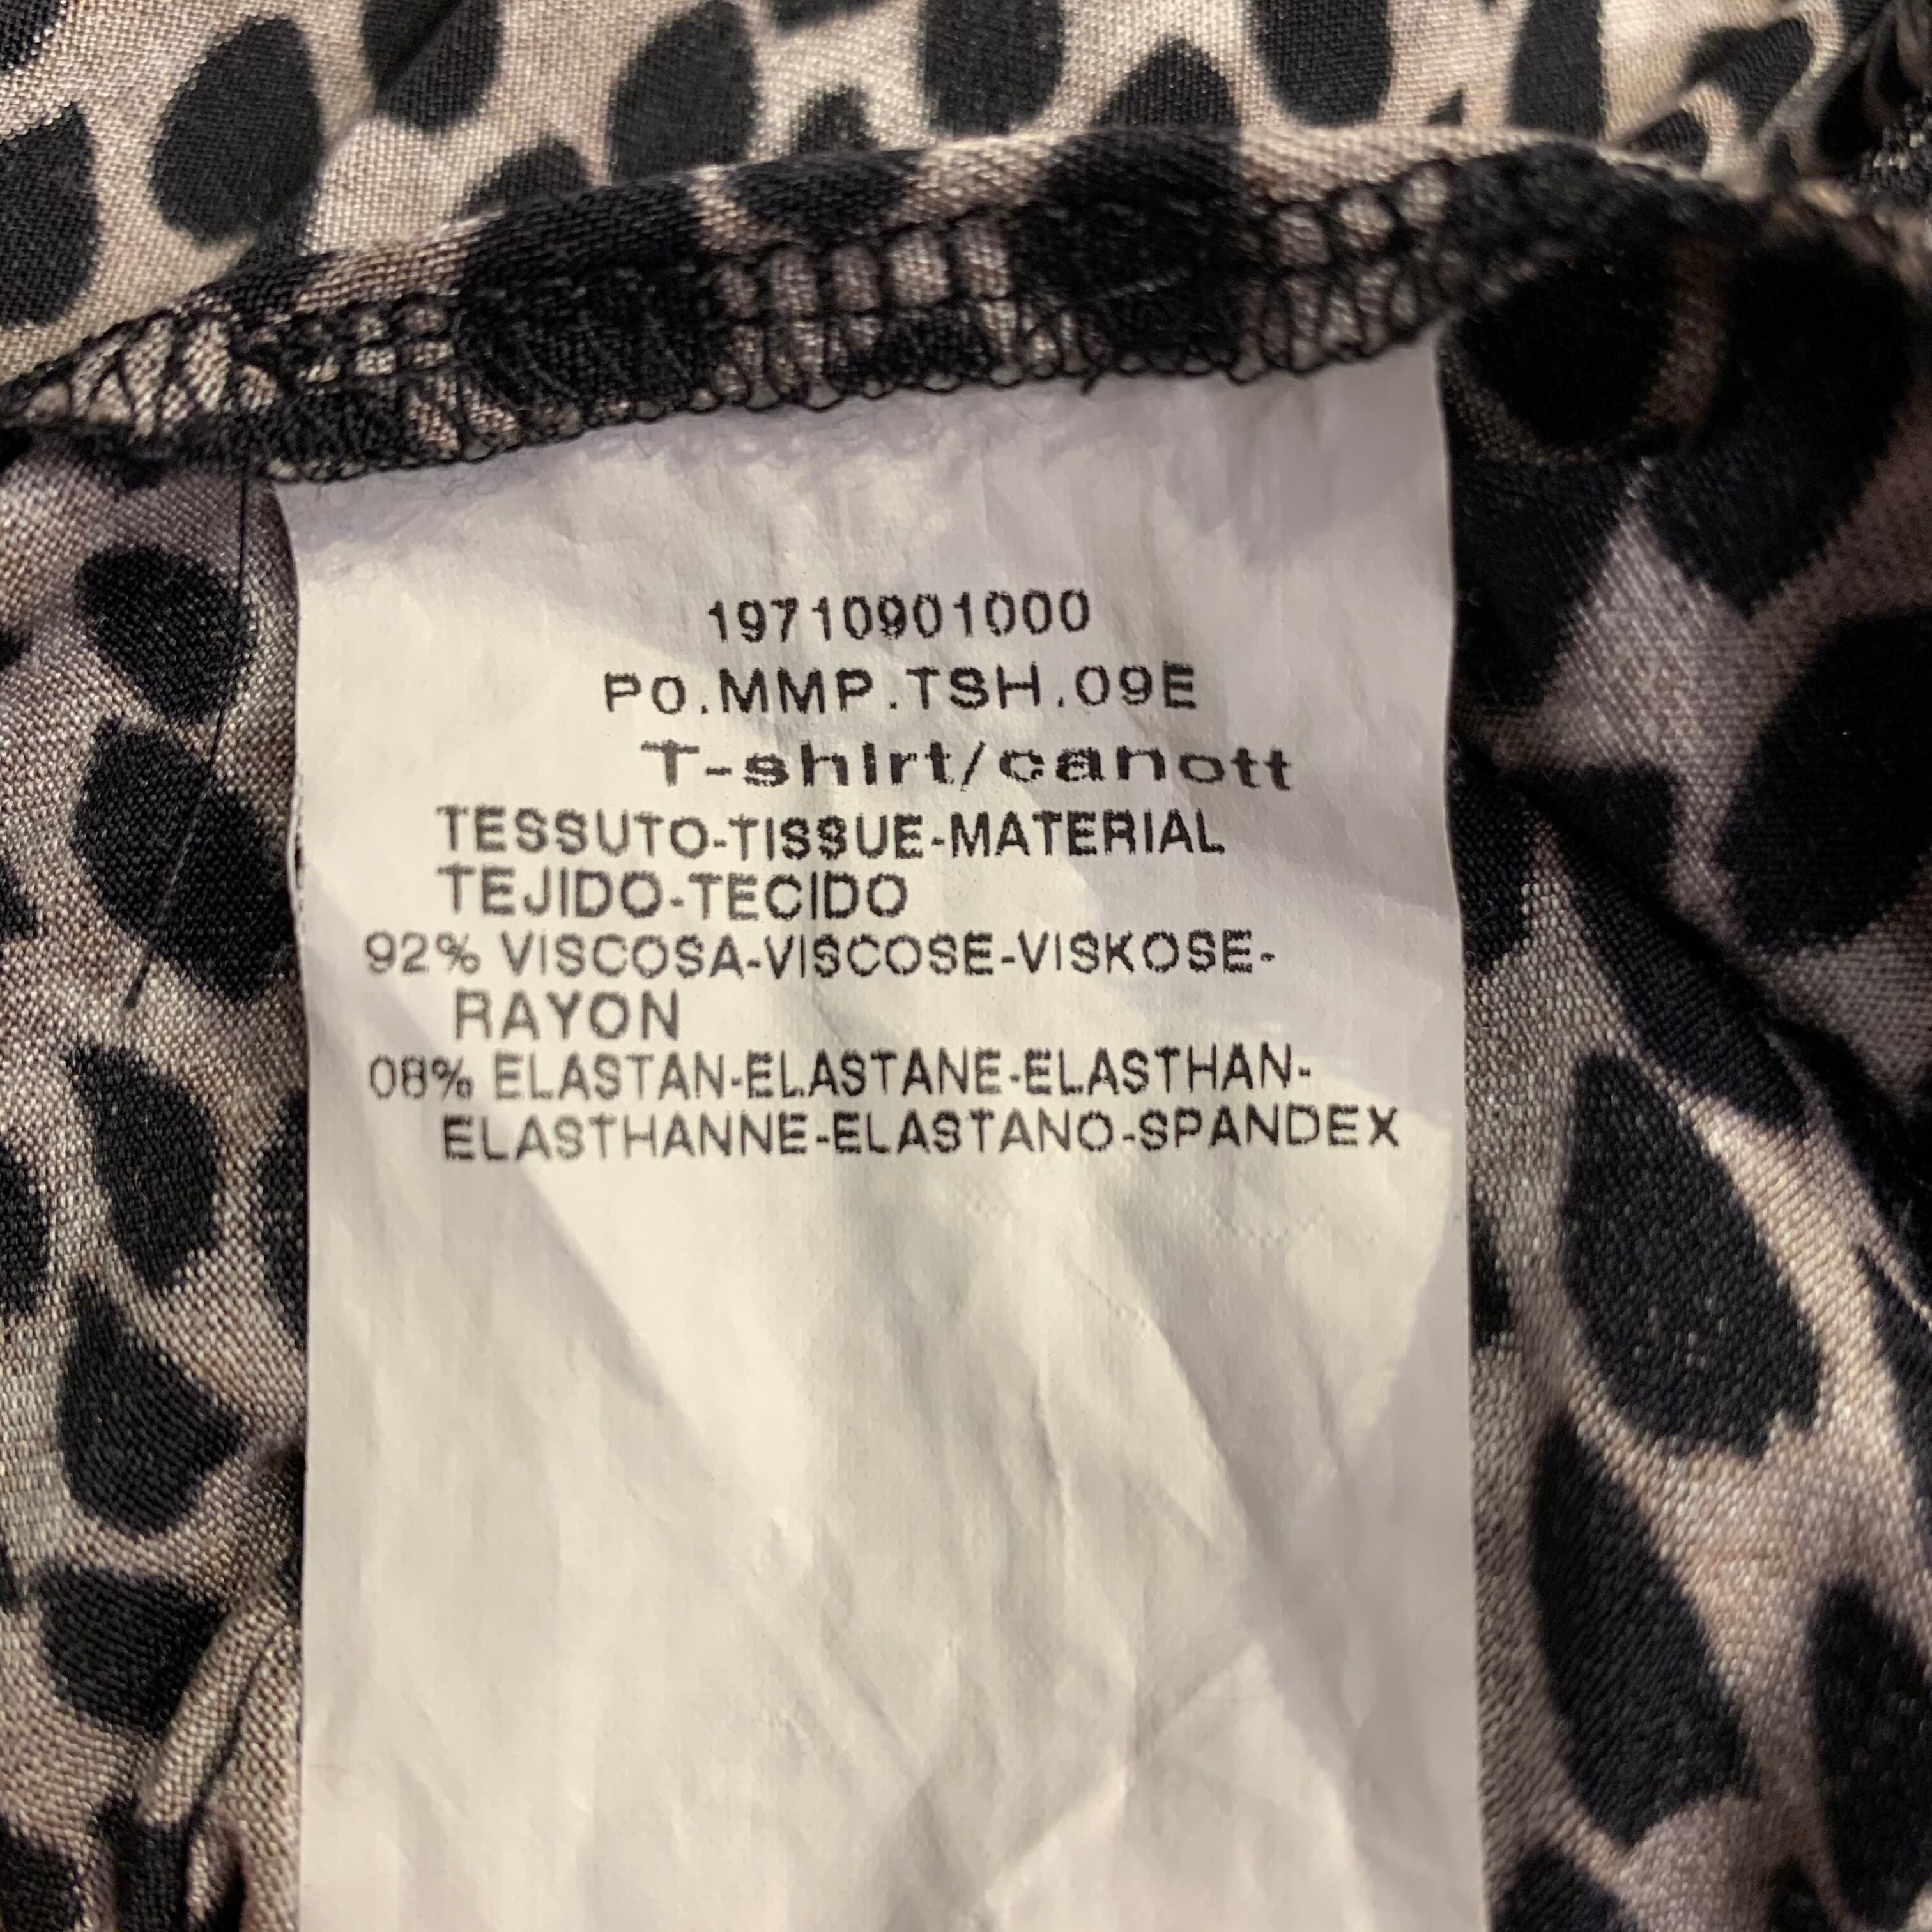 19710901000
P0.MMP.TSH.09E
T-shirt/canott
TESSUTO-TISSUE-MATERIAL
TEJIDO-TECIDO
92% VISCOSA-VISCOSE-VISKOSE-
RAYON
08% ELASTAN-ELASTANE-ELASTHAN-
ELASTHANNE-ELASTANO-SPANDEX